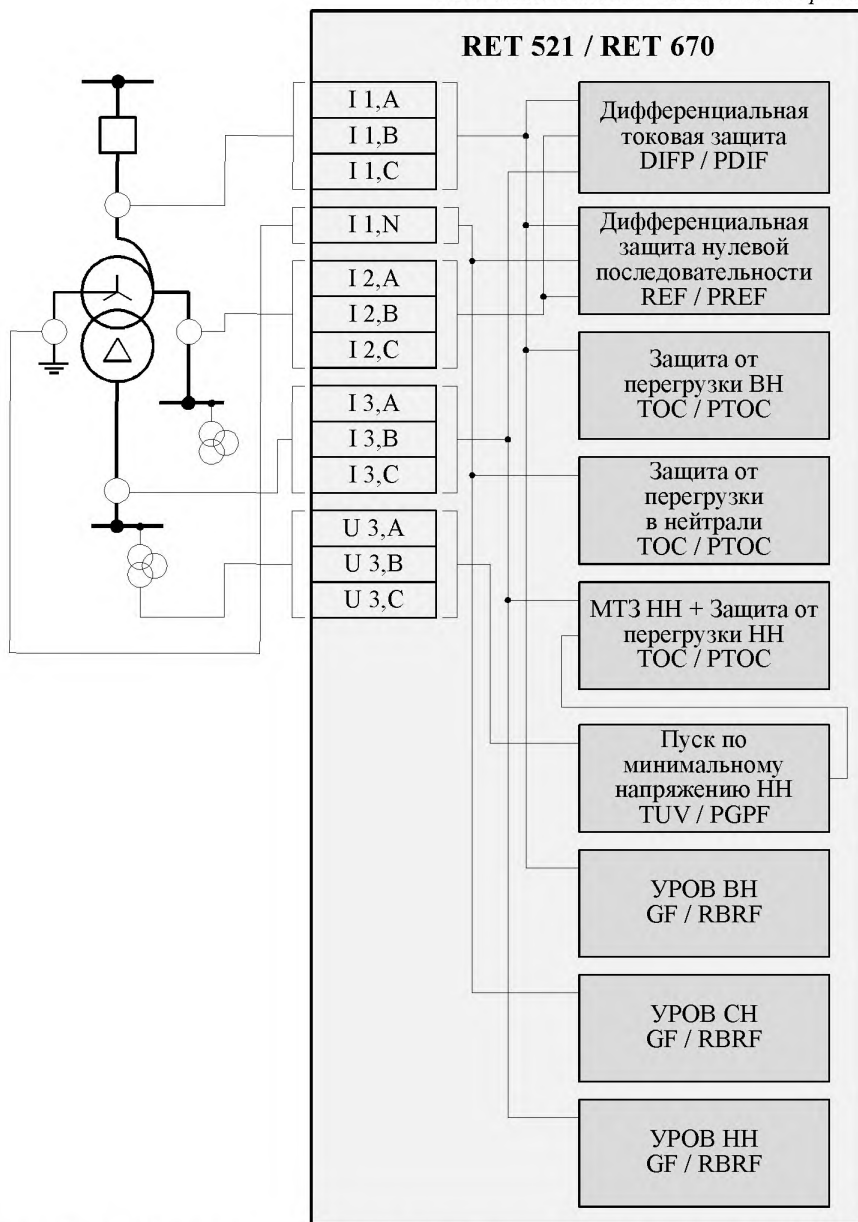 RET 521 / RET 670
I 1,A
I 1,B
I 1,C
I 1,N
I 2,A
I 2,B
I 2,C
I 3,A
I 3,B
I 3,C
U 3,A
U 3,B
U 3,C
Дифференциальная
токовая защита
DIFP / PDIF
Дифференциальная
защита нулевой
последовательности
REF / PREF
Защита от
перегрузки ВН
TOC / PTOC
Защита от
перегрузки
в нейтрали
TOC / PTOC
МТЗ НН + Защита от
перегрузки НН
TOC / PTOC
Пуск по
минимальному
напряжению НН
TUV / PGPF
УРОВ ВН
GF / RBRF
УРОВ СН
GF / RBRF
УРОВ НН
GF / RBRF